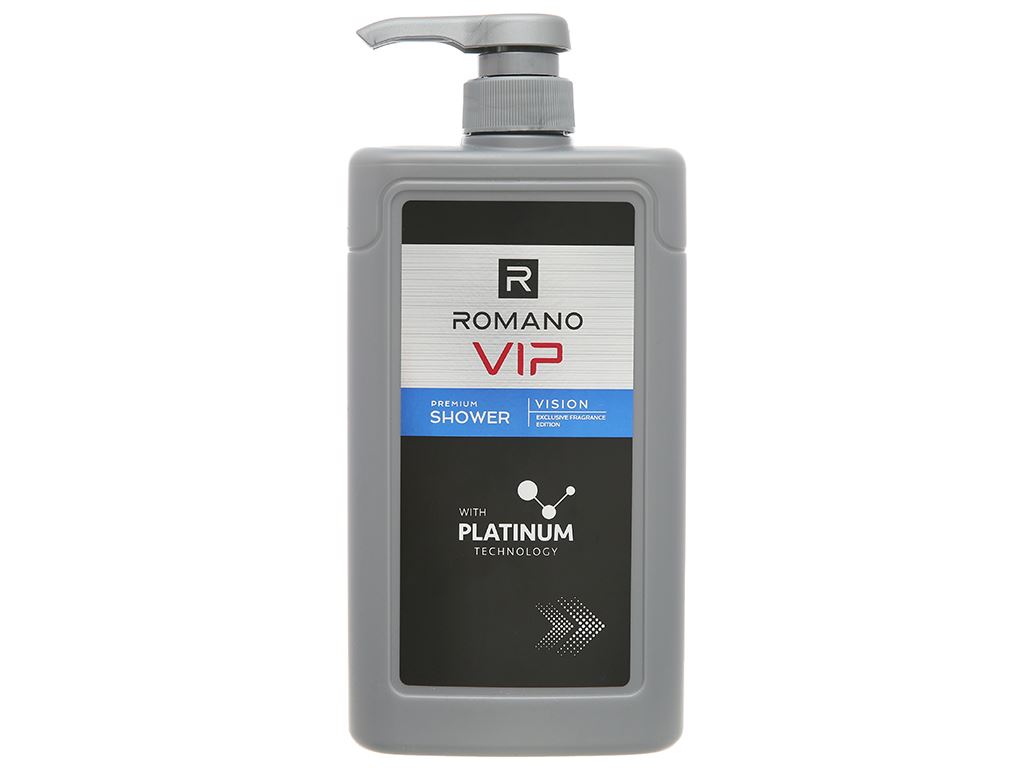 R
ROMANO
VIP
PREMIUM
SHOWER
VISION
EXCLUSIVE FRAGRANCE
EDITION
WITH
PLATINUM
TECHNOLOGY